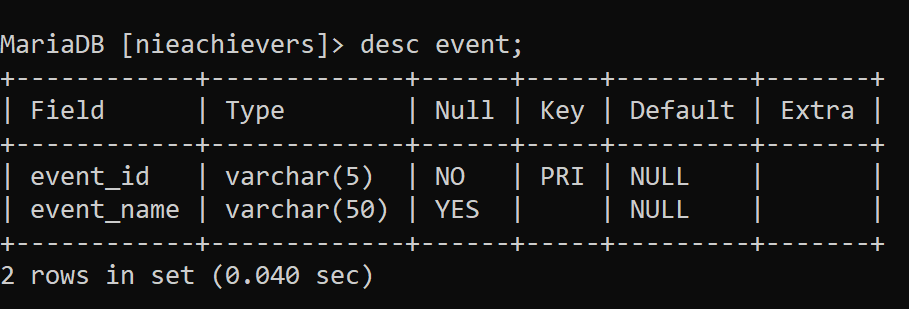 MariaDB [nieachievers]> desc event;
+------------+-------------+------+-----+---------+-------+
| Field      | Type        | Null | Key | Default | Extra |
+------------+-------------+------+-----+---------+-------+
| event_id   | varchar(5)  | NO   | PRI | NULL    |       |
| event_name | varchar(50) | YES  |     | NULL    |       |
+------------+-------------+------+-----+---------+-------+
2 rows in set (0.040 sec)